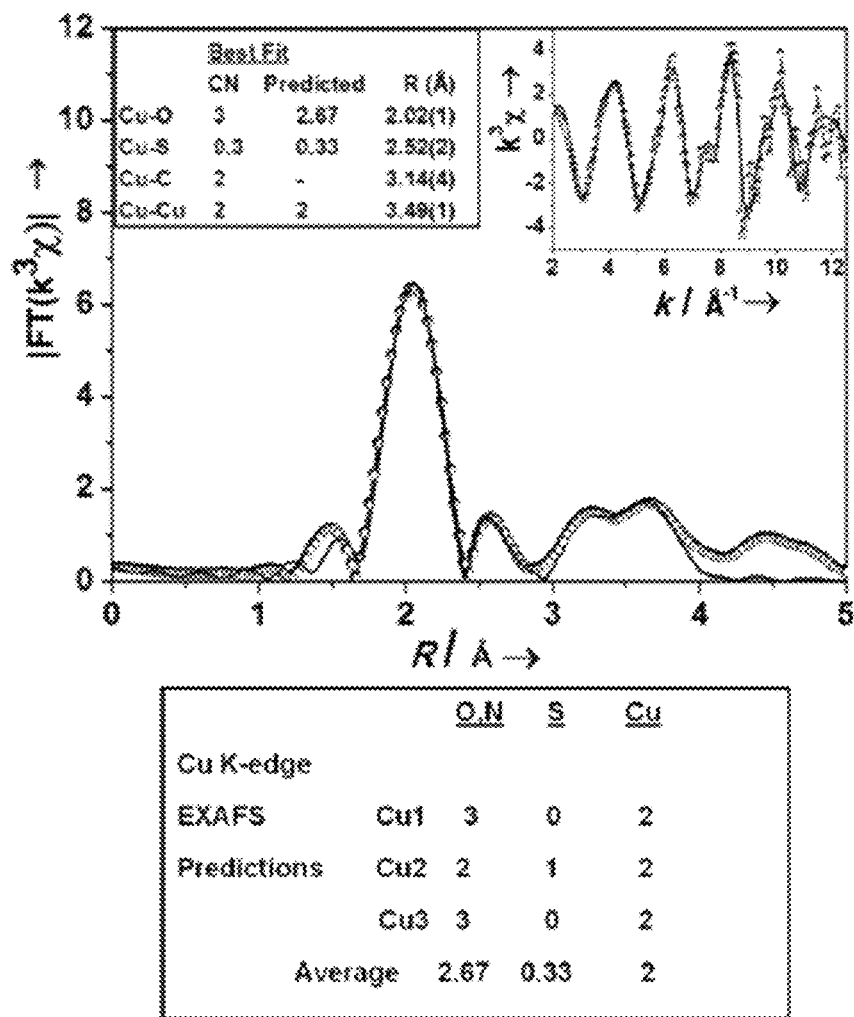 12
10
8
6
4
2
0
|FT(k³χ)| →
Best Fit
CN Predicted R (Å)
Cu-O 3 2.67 2.02(1)
Cu-S 0.3 0.33 2.52(2)
Cu-C 2 - 3.14(4)
Cu-Cu 2 2 3.49(1)
4
2
0
-2
-4
k³χ →
2 4 6 8 10 12
k / Å⁻¹ →
0 1 2 3 4 5
R / Å →
O,N S Cu
Cu K-edge
EXAFS Cu1 3 0 2
Predictions Cu2 2 1 2
Cu3 3 0 2
Average 2.67 0.33 2